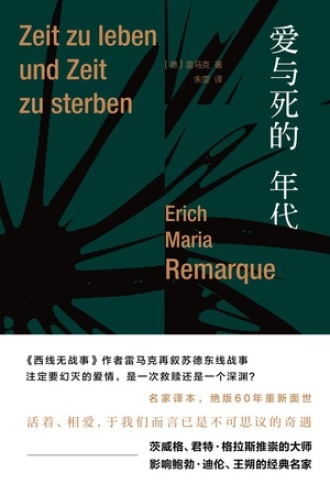 Zeit zu leben
und Zeit
zu sterben
[德] 雷马克 著
朱雯 译
爱与死的 年代
Erich
Maria
Remarque
《西线无战事》作者雷马克再叙苏德东线战事
注定要幻灭的爱情，是一次救赎还是一个深渊？
名家译本，绝版60年重新面世
活着、相爱，于我们而言已是不可思议的奇遇
茨威格、君特·格拉斯推崇的大师
影响鲍勃·迪伦、王朔的经典名家